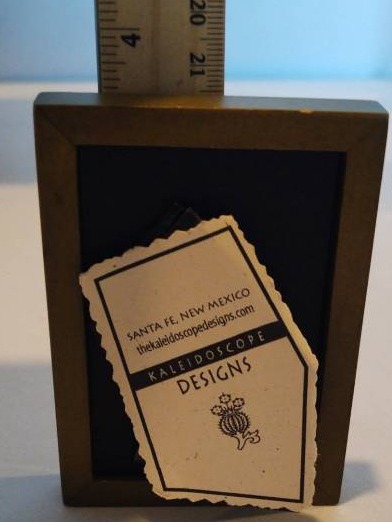 4
20
21
SANTA FE, NEW MEXICO
thekaleidoscopedesigns.com
KALEIDOSCOPE
DESIGNS